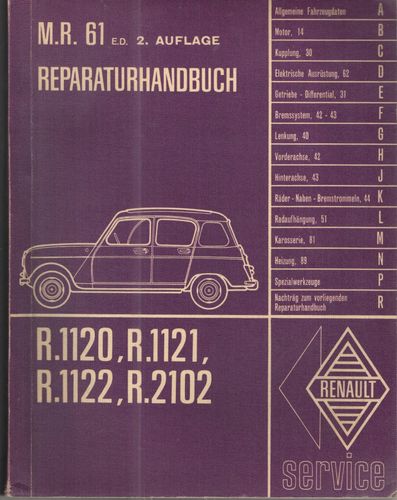 M.R. 61 E.D. 2. AUFLAGE
REPARATURHANDBUCH
Allgemeine Fahrzeugdaten A
Motor, 14 B
Kupplung, 30 C
Elektrische Ausrüstung, 62 D
Getriebe - Differential, 31 E
Bremssystem, 42 - 43 F
Lenkung, 40 G
Vorderachse, 42 H
Hinterachse, 43 J
Räder - Naben - Bremstrommeln, 44 K
Radaufhängung, 51 L
Karosserie, 81 M
Heizung, 89 N
Spezialwerkzeuge P
Nachträg zum vorliegenden R
Reparaturhandbuch
R.1120, R.1121,
R.1122, R.2102
RENAULT
service